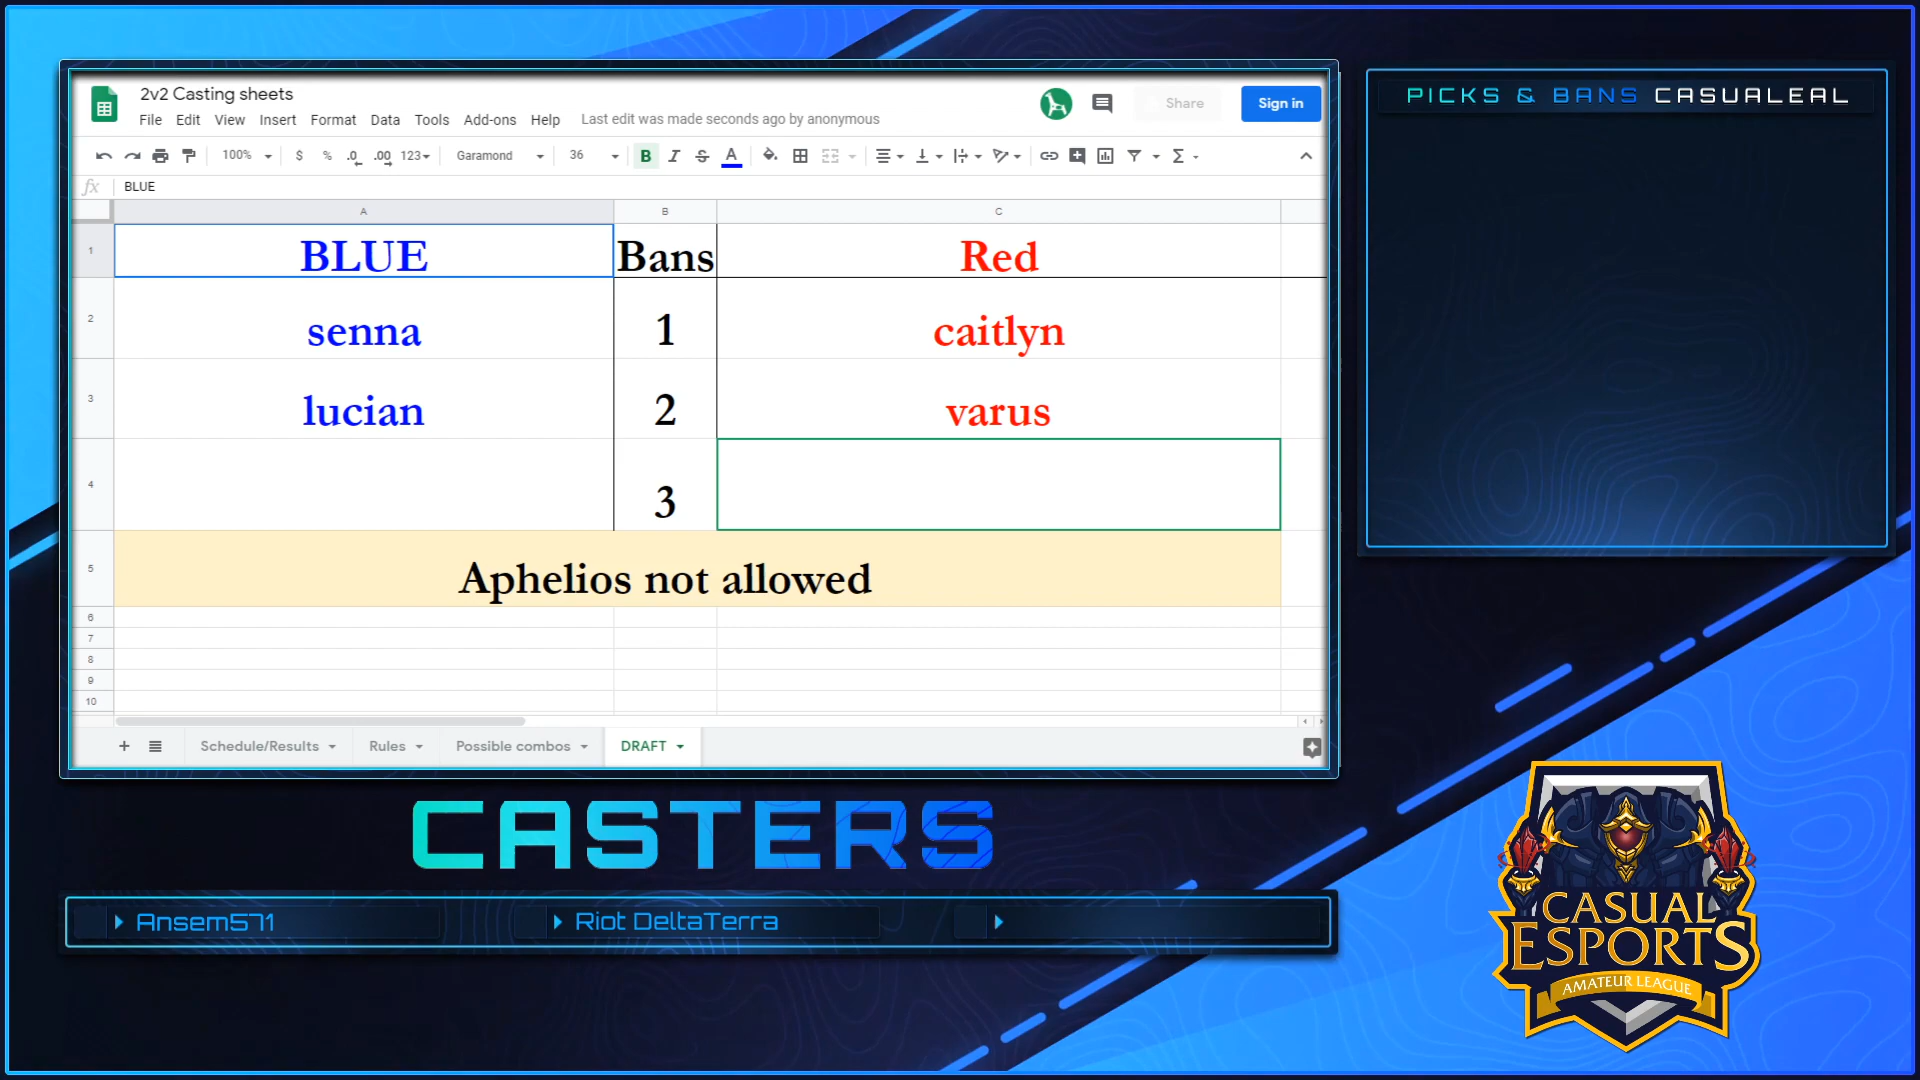 2v2 Casting sheets
File Edit View Insert Format Data Tools Add-ons Help Last edit was made seconds ago by anonymous
Share
Sign in
100% $ % .0 .00 123 Garamond 36 B I S A Σ
fx BLUE
A B C
1 BLUE Bans Red
2 senna 1 caitlyn
3 lucian 2 varus
4 3
5 Aphelios not allowed
6
7
8
9
10
+ Schedule/Results Rules Possible combos DRAFT
PICKS & BANS CASUALEAL
CASTERS
Ansem571 Riot DeltaTerra
CASUAL
ESPORTS
AMATEUR LEAGUE